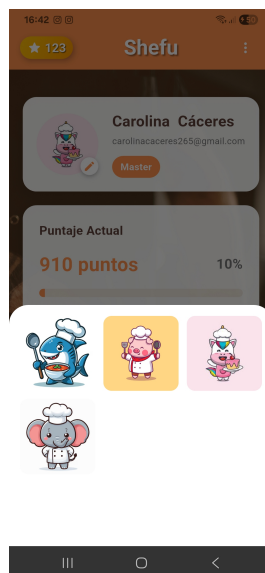 16:42
123
Shefu
Carolina Cáceres
carolinacaceres265@gmail.com
Master
Puntaje Actual
910 puntos
10%